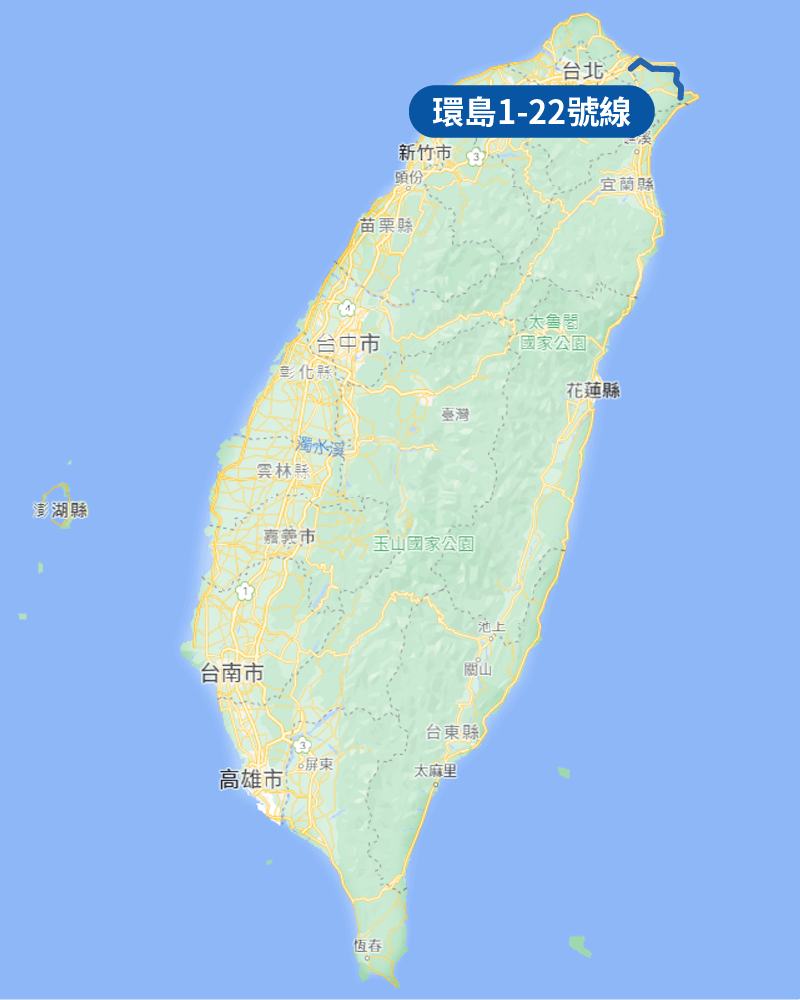 台北
環島1-22號線
新竹市
3
頭份
宜蘭縣
苗栗縣
4
太魯閣
國家公園
台中市
彰化縣
花蓮縣
臺灣
濁水溪
雲林縣
澎湖縣
嘉義市
玉山國家公園
1
池上
關山
台南市
台東縣
3
屏東
太麻里
高雄市
恆春